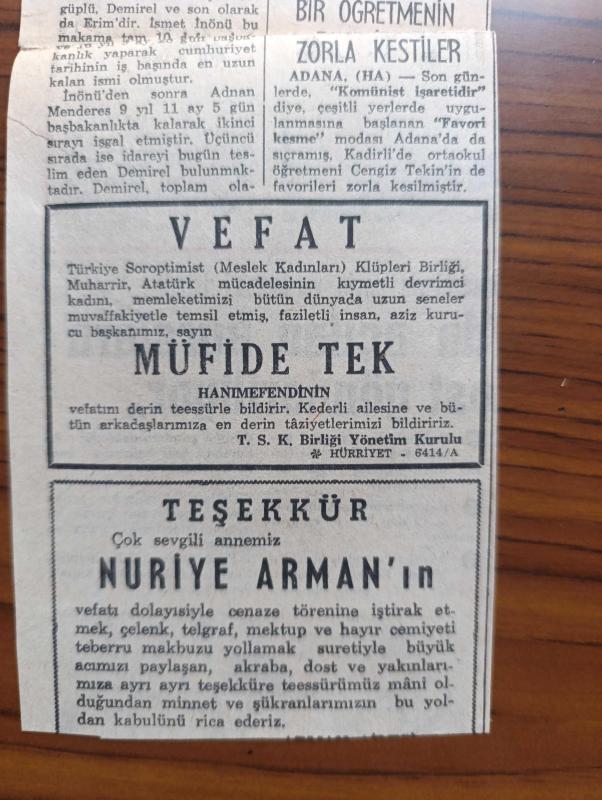 güplü, Demirel ve son olarak
da Erim'dir. İsmet İnönü bu
makama tam 10
kanlık yaparak cumhuriyet
tarihinin iş başında en uzun
kalan ismi olmuştur.
İnönü'den sonra Adnan
Menderes 9 yıl 11 ay 5 gün
başbakanlıkta kalarak ikinci
sırayı işgal etmiştir. Üçüncü
sırada ise idareyi bugün tes-
lim eden Demirel bulunmak-
tadır. Demirel, toplam ola-
BİR ÖĞRETMENİN
ZORLA KESTİLER
ADANA, (HA) — Son gün-
lerde, "Komünist işaretidir"
diye, çeşitli yerlerde uygu-
lanmasına başlanan "Favori
kesme" modası Adana'da da
sıçramış, Kadirli'de ortaokul
öğretmeni Cengiz Tekin'in de
favorileri zorla kesilmiştir.
VEFAT
Türkiye Soroptimist (Meslek Kadınları) Klüpleri Birliği,
Muharrir, Atatürk mücadelesinin kıymetli devrimci
kadını, memleketimizi bütün dünyada uzun seneler
muvaffakiyetle temsil etmiş, faziletli insan, aziz kuru-
cu başkanımız, sayın
MÜFİDE TEK
HANIMEFENDİNİN
vefatını derin teessürle bildirir. Kederli ailesine ve bü-
tün arkadaşlarımıza en derin tâziyetlerimizi bildiririz.
T. S. K. Birliği Yönetim Kurulu
HÜRRİYET - 6414/A
TEŞEKKÜR
Çok sevgili annemiz
NURİYE ARMAN'ın
vefatı dolayısiyle cenaze törenine iştirak et-
mek, çelenk, telgraf, mektup ve hayır cemiyeti
teberru makbuzu yollamak suretiyle büyük
acımızı paylaşan, akraba, dost ve yakınları-
mıza ayrı ayrı teşekküre teessürümüz mâni ol-
duğundan minnet ve şükranlarımızın bu yol-
dan kabulünü rica ederiz.